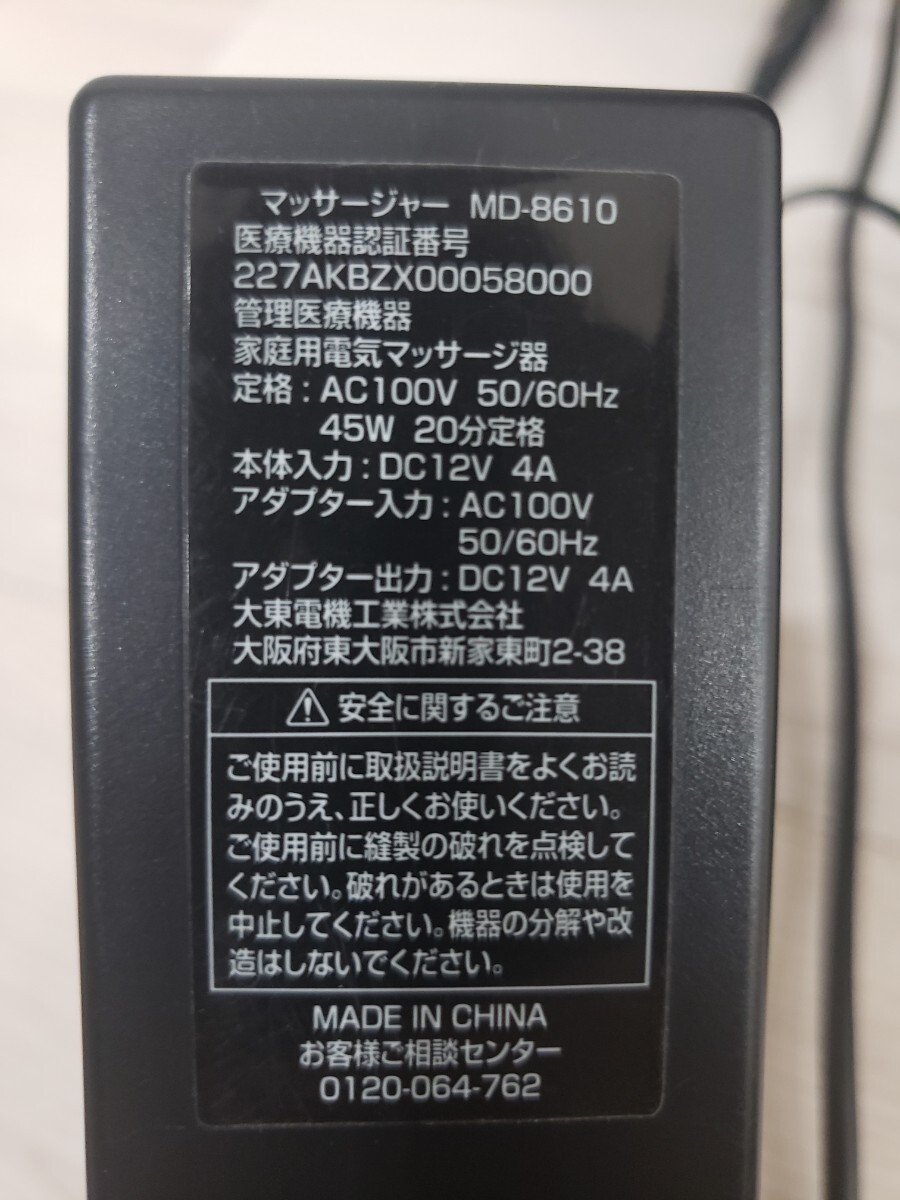 マッサージャー MD-8610
医療機器認証番号
227AKBZX00058000
管理医療機器
家庭用電気マッサージ器
定格：AC100V 50/60Hz
45W 20分定格
本体入力：DC12V 4A
アダプター入力：AC100V
50/60Hz
アダプター出力：DC12V 4A
大東電機工業株式会社
大阪府東大阪市新家東町2-38
⚠安全に関するご注意
ご使用前に取扱説明書をよくお読
みのうえ、正しくお使いください。
ご使用前に縫製の破れを点検して
ください。破れがあるときは使用を
中止してください。機器の分解や改
造はしないでください。
MADE IN CHINA
お客様ご相談センター
0120-064-762